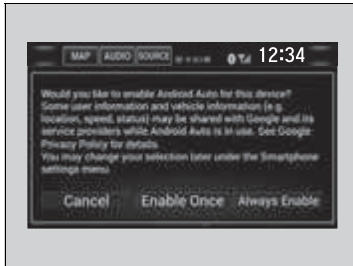 MAP AUDIO SOURCE 12:34
Would you like to enable Android Auto for this device?
Some user information and vehicle information (e.g.
location, speed, status) may be shared with Google and its
service providers while Android Auto is in use. See Google
Privacy Policy for details.
You may change your selection later under the Smartphone
settings menu.
Cancel Enable Once Always Enable